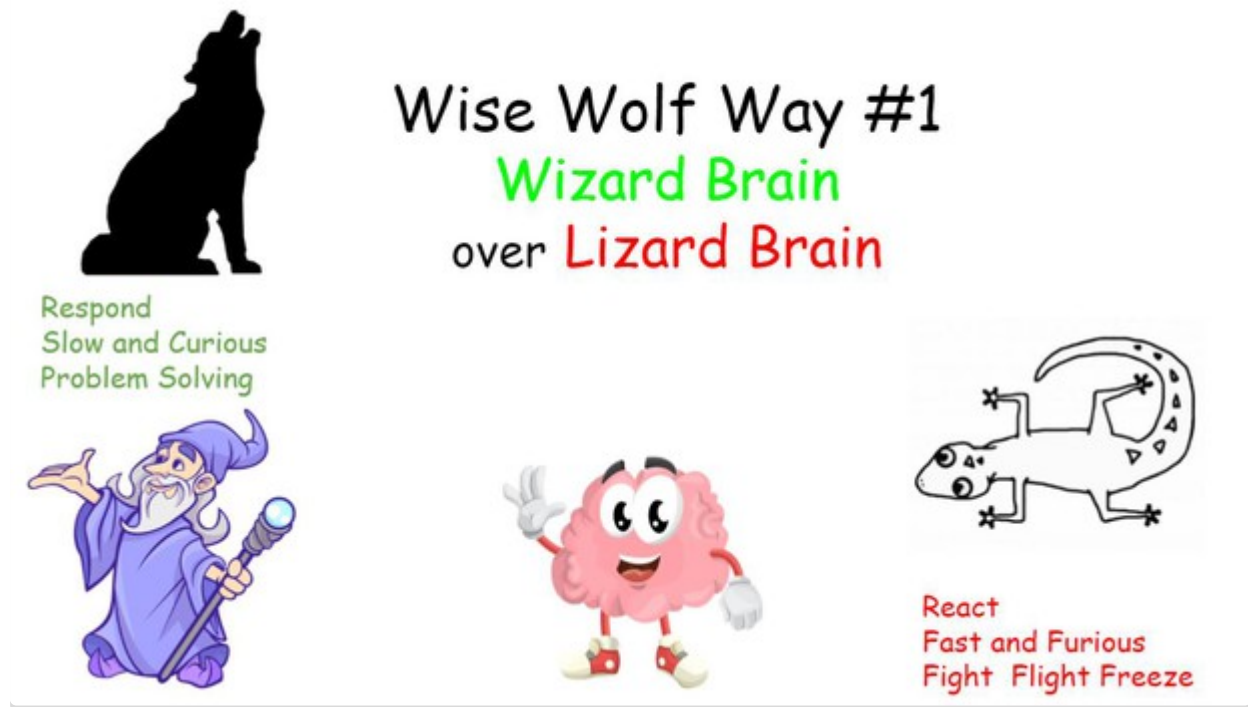 Wise Wolf Way #1
Wizard Brain
over Lizard Brain
Respond
Slow and Curious
Problem Solving
React
Fast and Furious
Fight  Flight Freeze